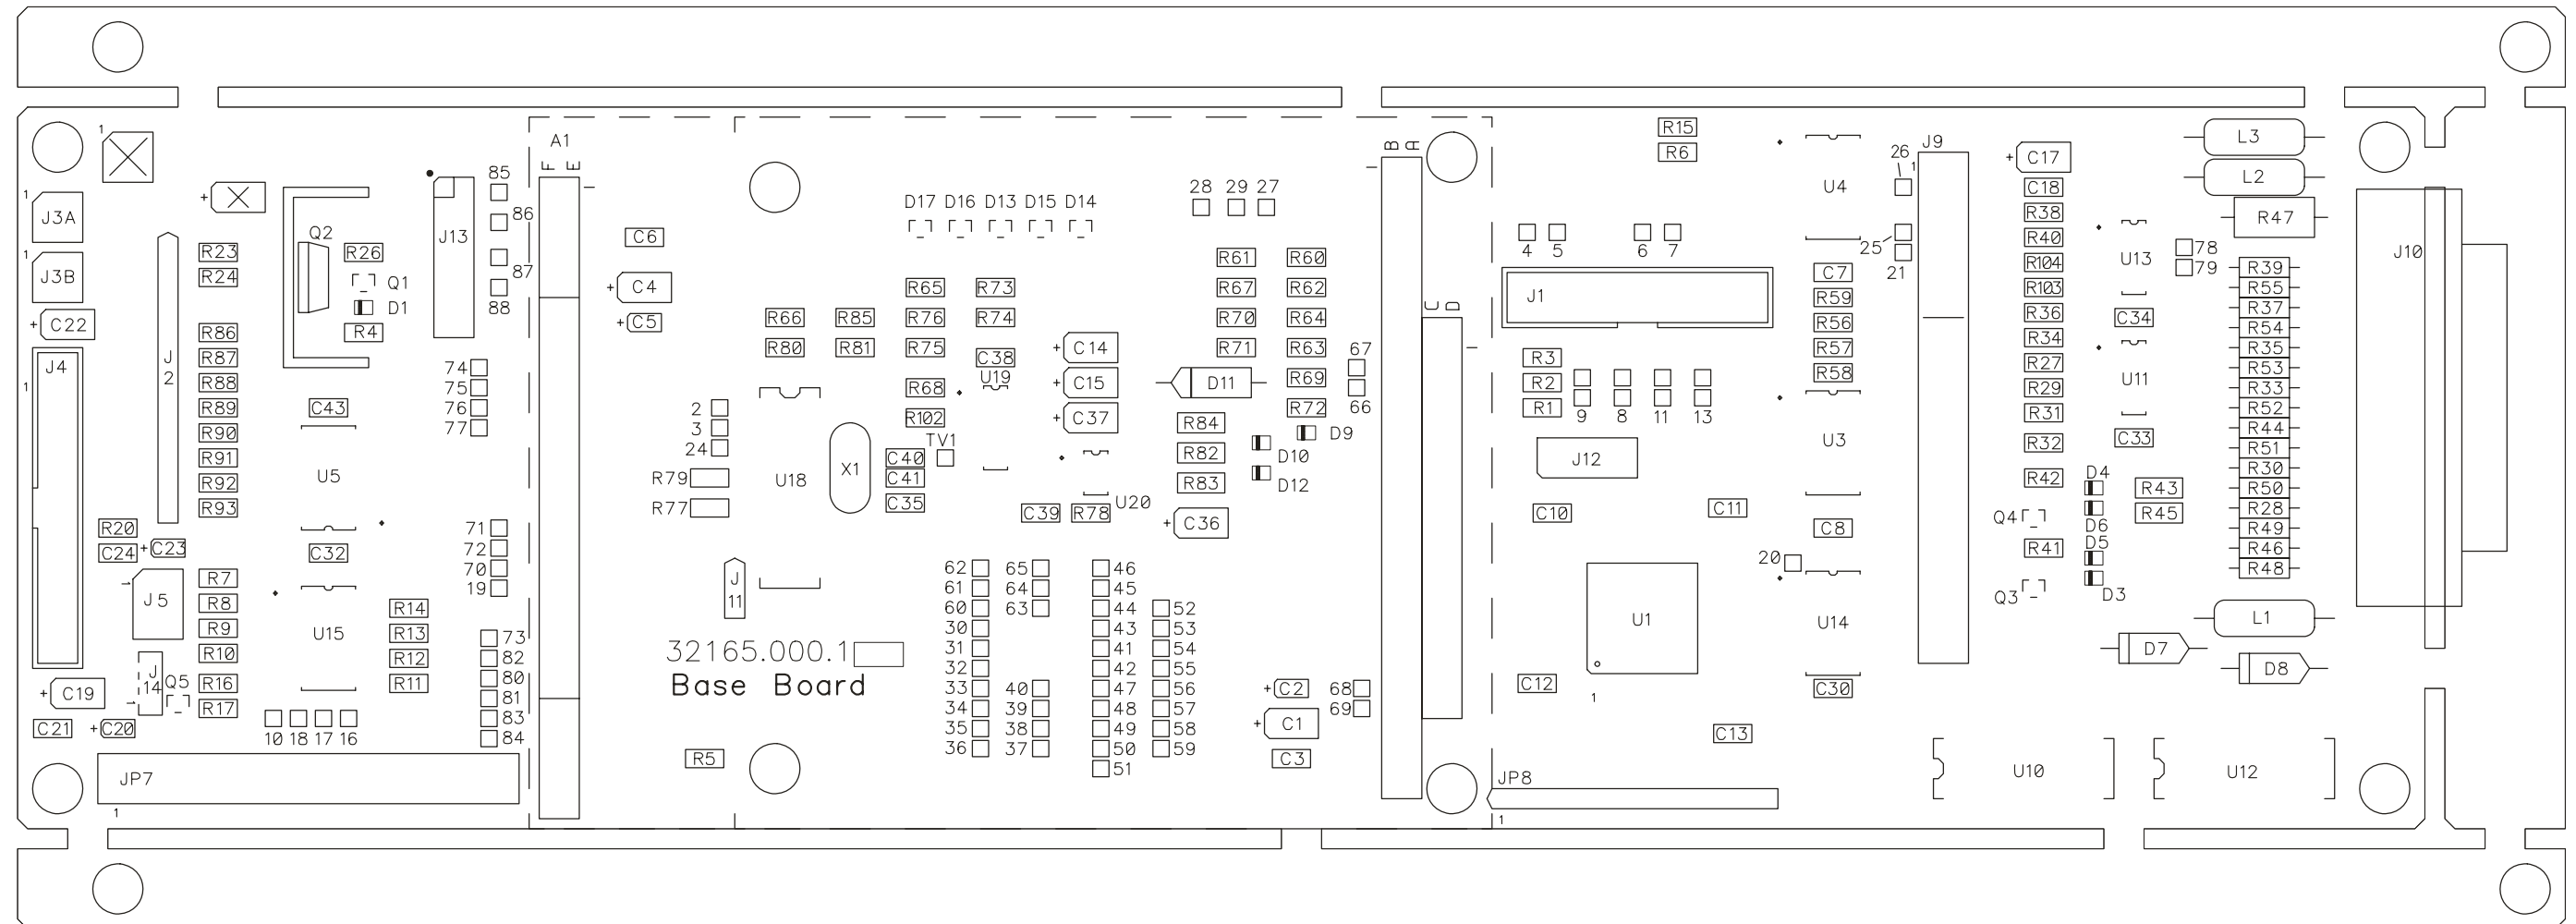 1
J3A
1
J3B
+
C22
J4
1
R20
C24
+
C23
J5
J
14
Q5
+
C19
C21
+
C20
JP7
1
+
J
2
R23
R24
R86
R87
R88
R89
R90
R91
R92
R93
R7
R8
R9
R10
R16
R17
Q2
R26
Q1
D1
R4
C43
U5
C32
U15
R14
R13
R12
R11
10 18 17 16
J13
85
86
87
88
74
75
76
77
71
72
70
19
73
82
80
81
83
84
A1
F E
C6
+
C4
+
C5
2
3
24
R79
R77
J
11
32165.000.1
Base Board
R5
D17 D16 D13 D15 D14
R65 R73
R66 R85 R76 R74
R80 R81 R75 C38
U19
R68
R102
TV1
U18
X1
C40
C41
C35
C39 R78
U20
+
C14
+
C15
+
C37
28 29 27
R61 R60
R67 R62
R70 R64
R71 R63
D11
R69
R72
67
66
R84
R82
R83
D9
D10
D12
+
C36
62 65 46
61 64 45
60 63 44 52
30 43 53
31 41 54
32 42 55
33 40 47 56
34 39 48 57
35 38 49 58
36 37 50 59
51
+
C2
+
C1
C3
68
69
B A
C D
R15
R6
4 5 6 7
J1
R3
R2
R1
9 8 11 13
J12
C10
C11
U1
1
C12
C13
JP8
1
U4
C7
R59
R56
R57
R58
U3
C8
20
U14
C30
26
25
21
J9
1
+
C17
C18
R38
R40
R104
R103
R36
R34
R27
R29
R31
R32
R42
Q4
R41
Q3
U13
C34
U11
C33
78
79
D4
D6
D5
D3
R43
R45
L3
L2
R47
R39
R55
R37
R54
R35
R53
R33
R52
R44
R51
R30
R50
R28
R49
R46
R48
L1
D7
D8
U10
U12
J10